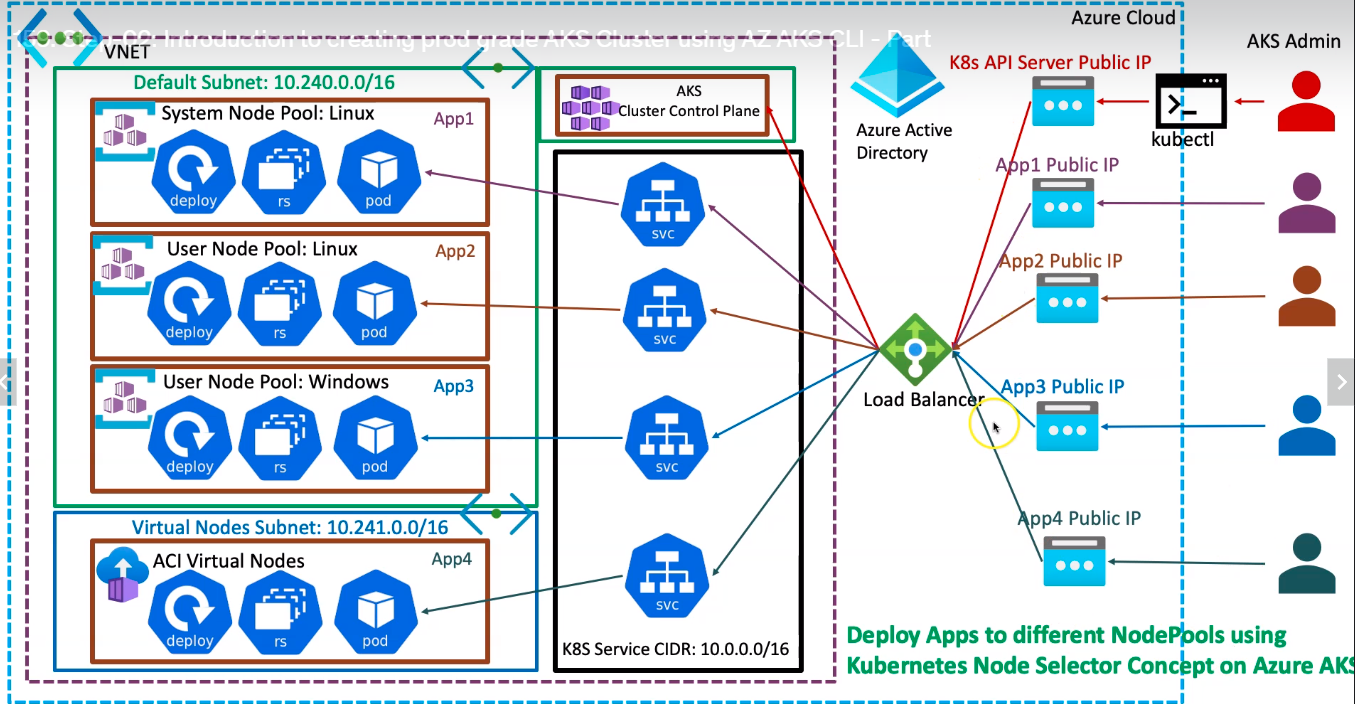 Introduction to creating prod grade AKS Cluster using AZ AKS CLI - Part
Azure Cloud
AKS Admin
VNET
Default Subnet: 10.240.0.0/16
System Node Pool: Linux
App1
deploy
rs
pod
User Node Pool: Linux
App2
deploy
rs
pod
User Node Pool: Windows
App3
deploy
rs
pod
Virtual Nodes Subnet: 10.241.0.0/16
ACI Virtual Nodes
App4
deploy
rs
pod
AKS
Cluster Control Plane
svc
svc
svc
svc
K8S Service CIDR: 10.0.0.0/16
Azure Active
Directory
Load Balancer
K8s API Server Public IP
kubectl
App1 Public IP
App2 Public IP
App3 Public IP
App4 Public IP
Deploy Apps to different NodePools using
Kubernetes Node Selector Concept on Azure AKS